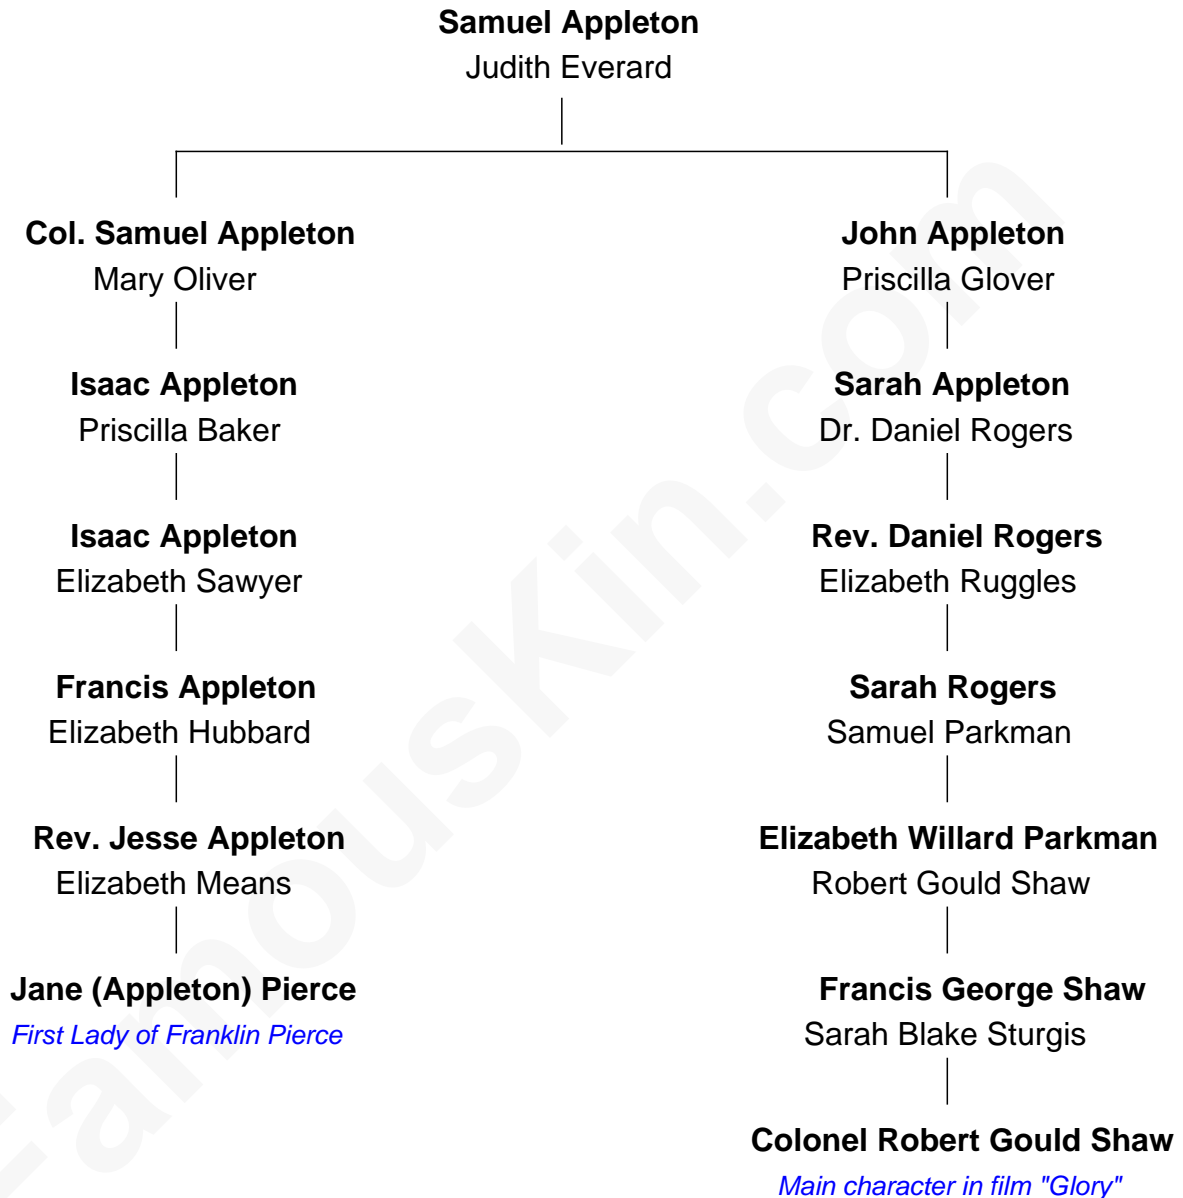 Samuel Appleton
Judith Everard
Col. Samuel Appleton
Mary Oliver
John Appleton
Priscilla Glover
Isaac Appleton
Priscilla Baker
Sarah Appleton
Dr. Daniel Rogers
Isaac Appleton
Elizabeth Sawyer
Rev. Daniel Rogers
Elizabeth Ruggles
Francis Appleton
Elizabeth Hubbard
Sarah Rogers
Samuel Parkman
Rev. Jesse Appleton
Elizabeth Means
Elizabeth Willard Parkman
Robert Gould Shaw
Jane (Appleton) Pierce
First Lady of Franklin Pierce
Francis George Shaw
Sarah Blake Sturgis
Colonel Robert Gould Shaw
Main character in film "Glory"
FamousKin.com